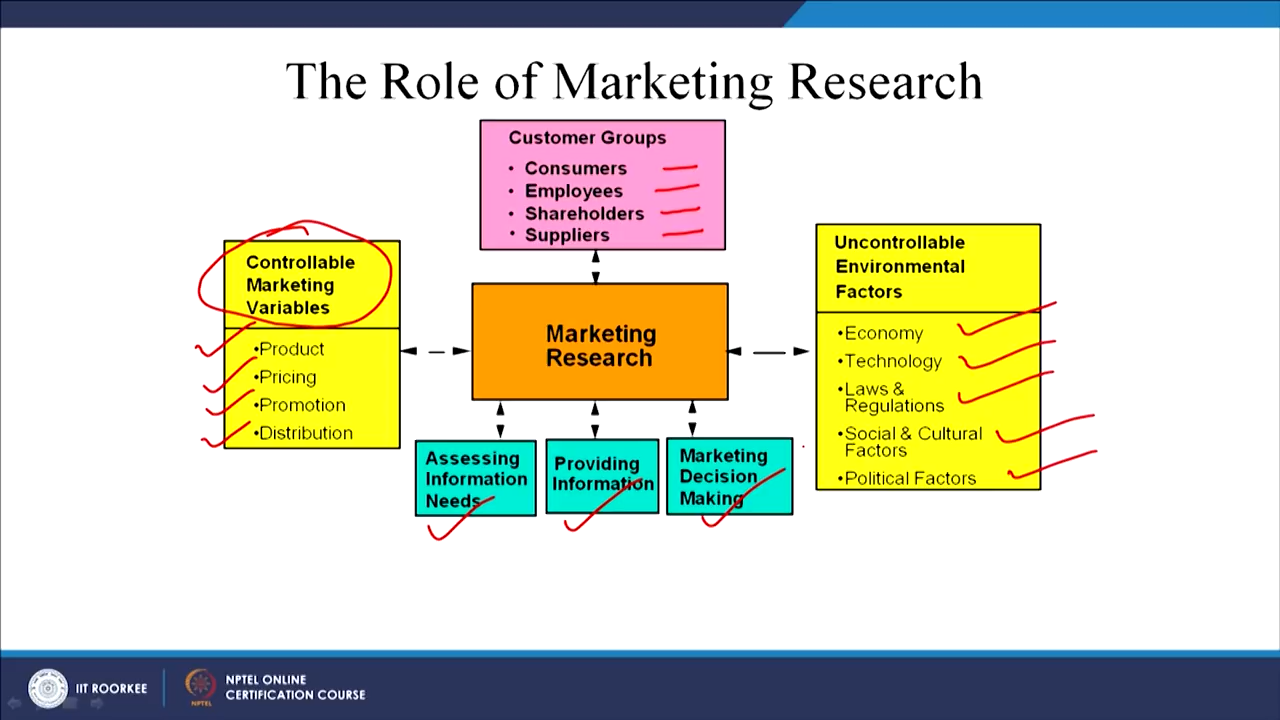 The Role of Marketing Research
Customer Groups
• Consumers
• Employees
• Shareholders
• Suppliers
Controllable
Marketing
Variables
•Product
•Pricing
•Promotion
•Distribution
Marketing
Research
Uncontrollable
Environmental
Factors
•Economy
•Technology
•Laws &
Regulations
•Social & Cultural
Factors
•Political Factors
Assessing
Information
Needs
Providing
Information
Marketing
Decision
Making
IIT ROORKEE
NPTEL
NPTEL ONLINE
CERTIFICATION COURSE